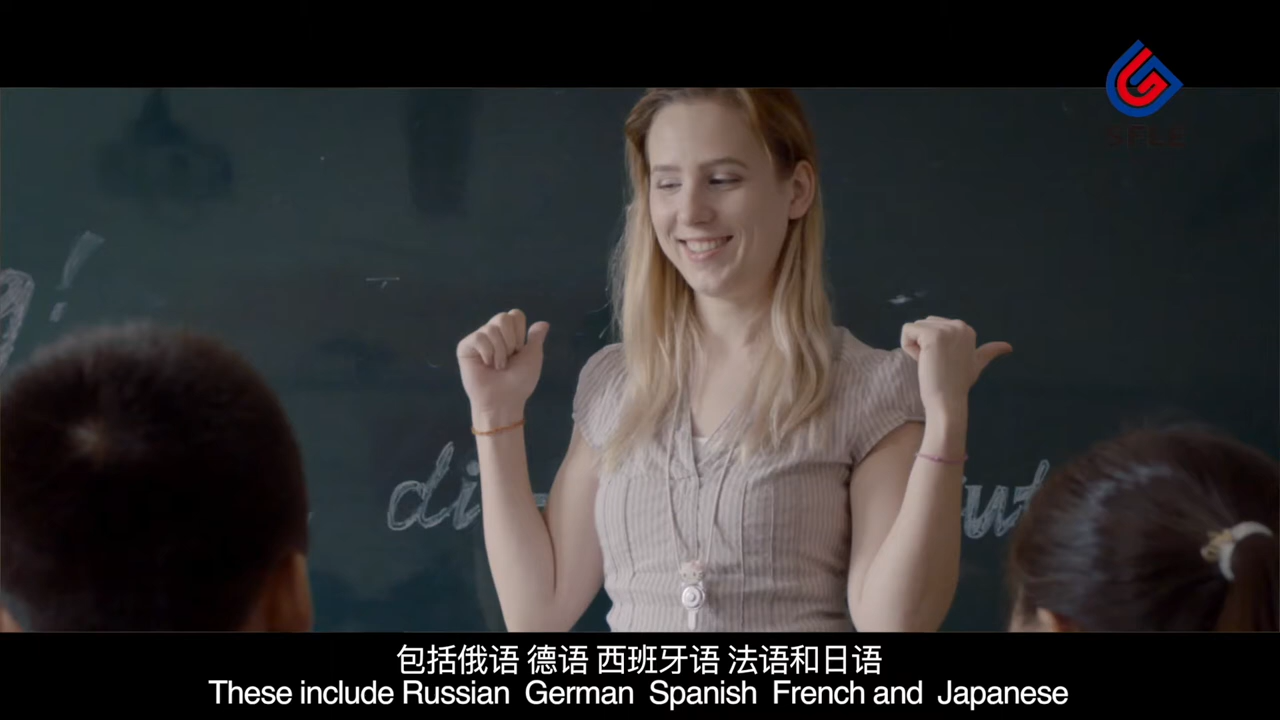 di
包括俄语 德语 西班牙语 法语和日语
These include Russian German Spanish French and Japanese